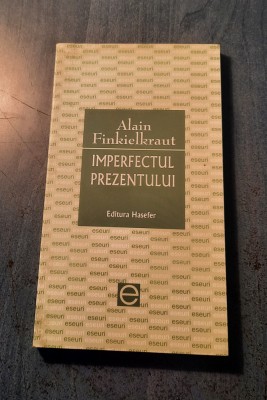 Alain
Finkielkraut
IMPERFECTUL
PREZENTULUI
Editura Hasefer
e
eseuri